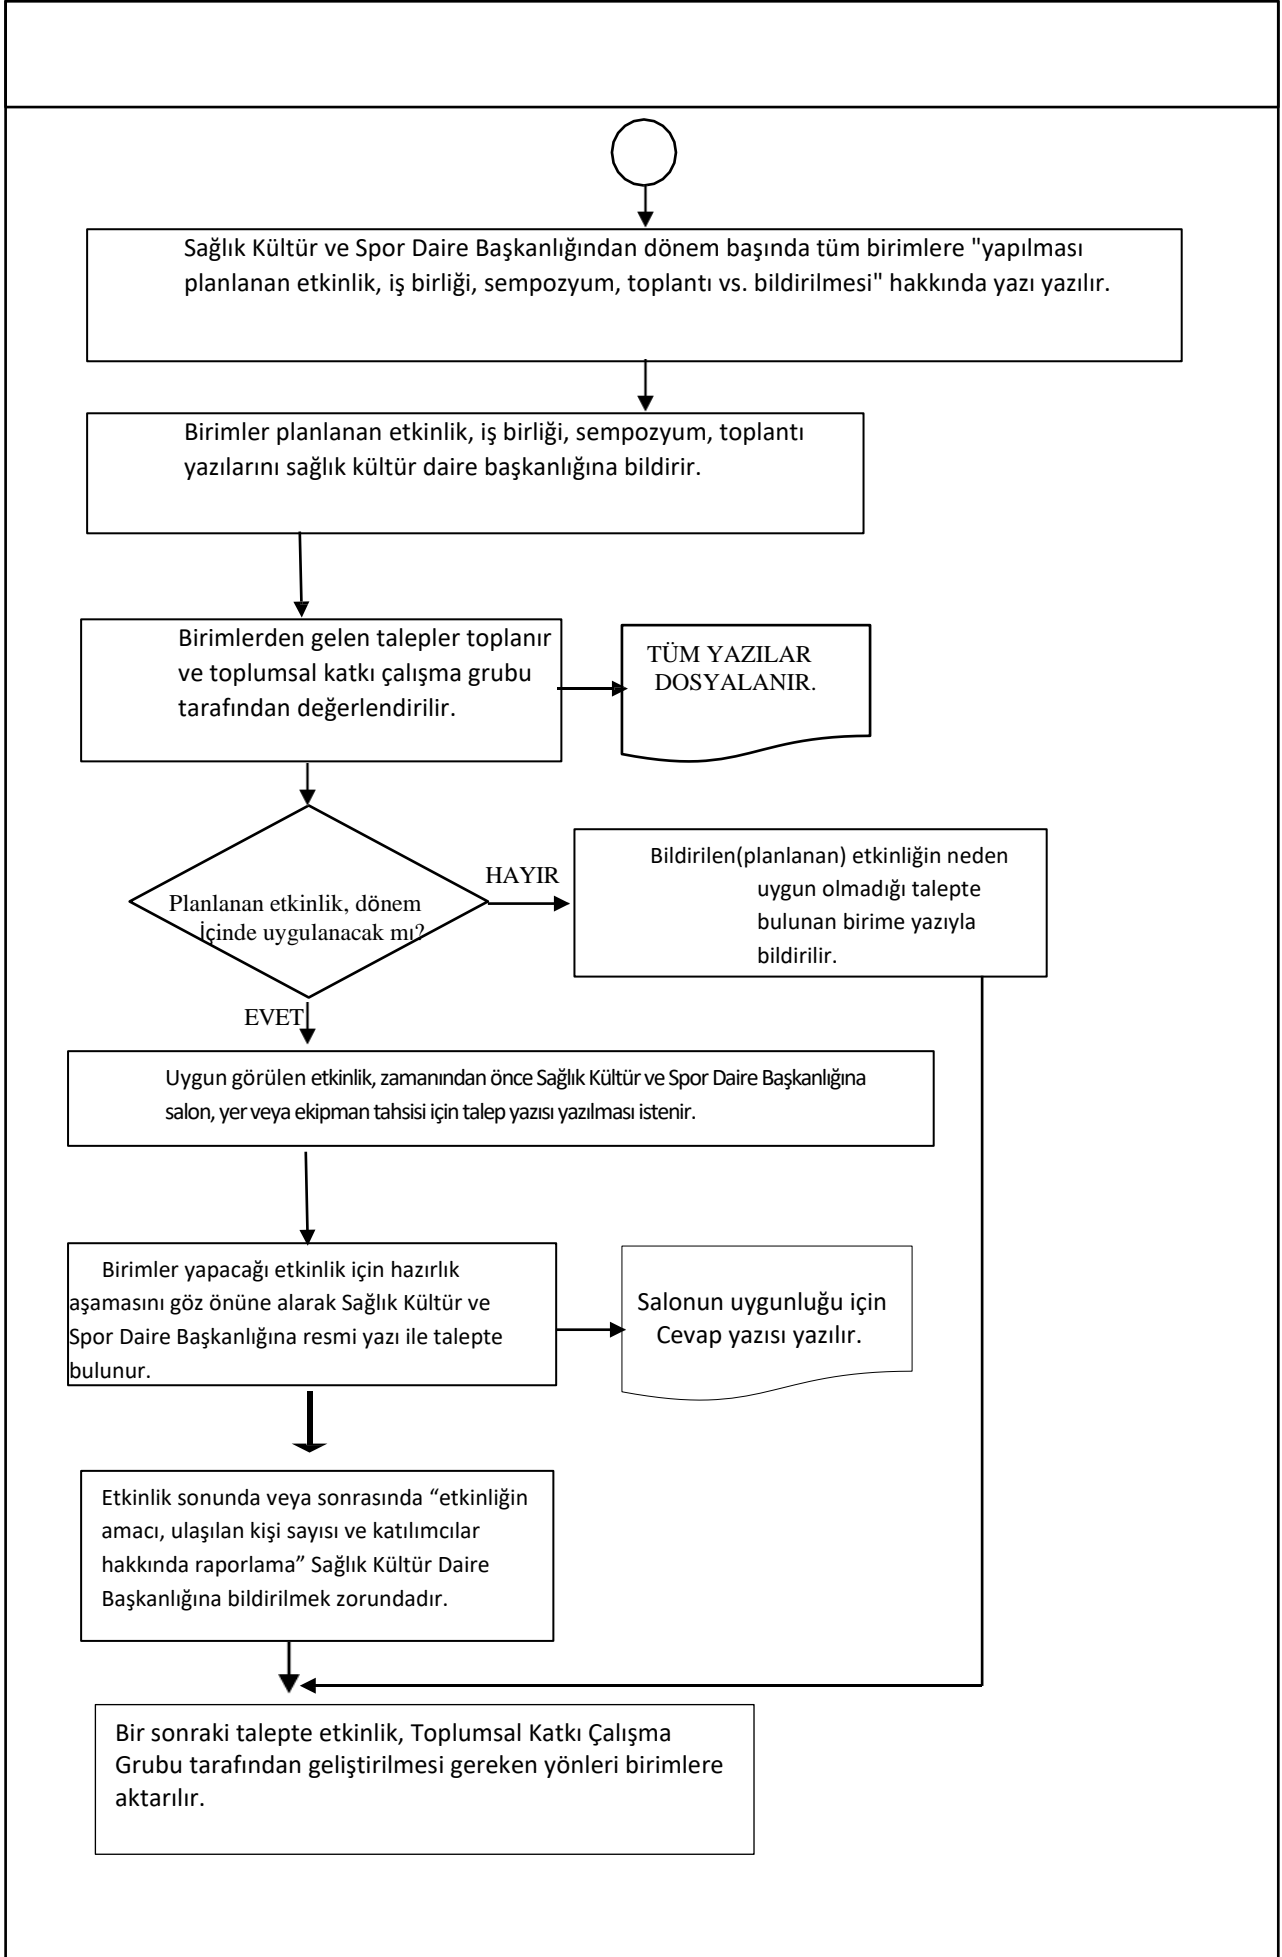 Sağlık Kültür ve Spor Daire Başkanlığından dönem başında tüm birimlere "yapılması
planlanan etkinlik, iş birliği, sempozyum, toplantı vs. bildirilmesi" hakkında yazı yazılır.
Birimler planlanan etkinlik, iş birliği, sempozyum, toplantı
yazılarını sağlık kültür daire başkanlığına bildirir.
Birimlerden gelen talepler toplanır
ve toplumsal katkı çalışma grubu
tarafından değerlendirilir.
TÜM YAZILAR
DOSYALANIR.
Planlanan etkinlik, dönem
İçinde uygulanacak mı?
HAYIR
Bildirilen(planlanan) etkinliğin neden
uygun olmadığı talepte
bulunan birime yazıyla
bildirilir.
EVET
Uygun görülen etkinlik, zamanından önce Sağlık Kültür ve Spor Daire Başkanlığına
salon, yer veya ekipman tahsisi için talep yazısı yazılması istenir.
Birimler yapacağı etkinlik için hazırlık
aşamasını göz önüne alarak Sağlık Kültür ve
Spor Daire Başkanlığına resmi yazı ile talepte
bulunur.
Salonun uygunluğu için
Cevap yazısı yazılır.
Etkinlik sonunda veya sonrasında “etkinliğin
amacı, ulaşılan kişi sayısı ve katılımcılar
hakkında raporlama” Sağlık Kültür Daire
Başkanlığına bildirilmek zorundadır.
Bir sonraki talepte etkinlik, Toplumsal Katkı Çalışma
Grubu tarafından geliştirilmesi gereken yönleri birimlere
aktarılır.